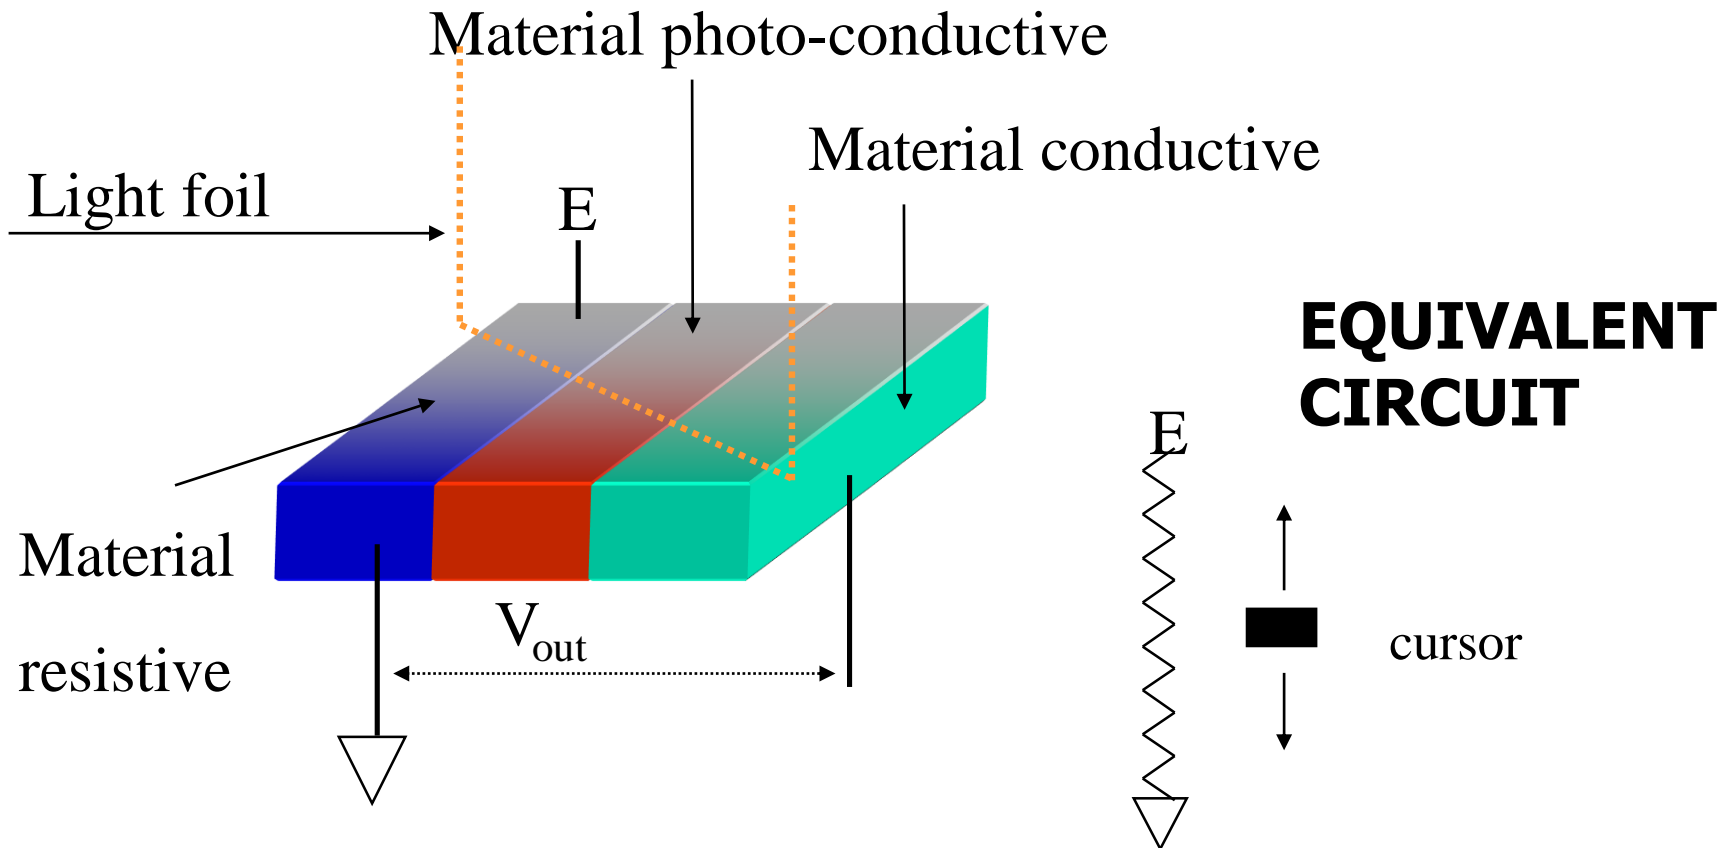 Material photo-conductive
Material conductive
Light foil
E
EQUIVALENT
CIRCUIT
E
Material
resistive
Vout
cursor